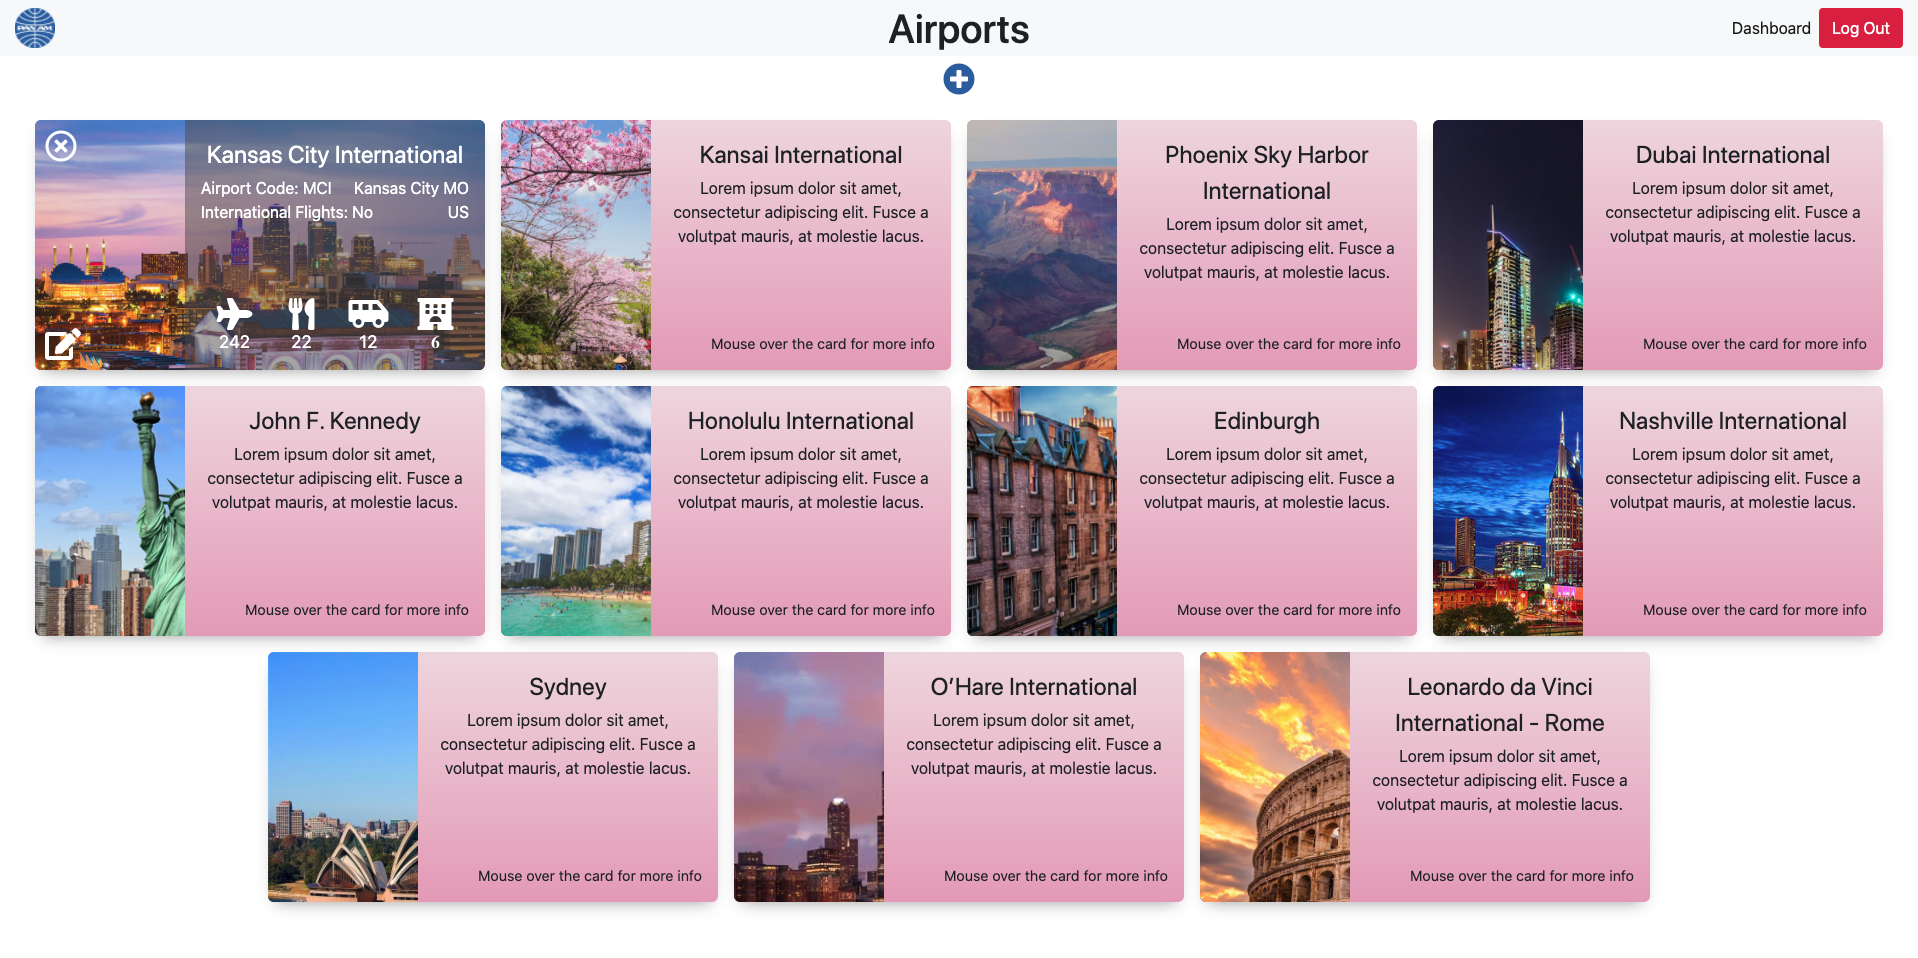 PAN AM
Airports
Dashboard
Log Out
Kansas City International
Airport Code: MCI
Kansas City MO
International Flights: No
US
242
22
12
6
Kansai International
Lorem ipsum dolor sit amet,
consectetur adipiscing elit. Fusce a
volutpat mauris, at molestie lacus.
Mouse over the card for more info
Phoenix Sky Harbor
International
Lorem ipsum dolor sit amet,
consectetur adipiscing elit. Fusce a
volutpat mauris, at molestie lacus.
Mouse over the card for more info
Dubai International
Lorem ipsum dolor sit amet,
consectetur adipiscing elit. Fusce a
volutpat mauris, at molestie lacus.
Mouse over the card for more info
John F. Kennedy
Lorem ipsum dolor sit amet,
consectetur adipiscing elit. Fusce a
volutpat mauris, at molestie lacus.
Mouse over the card for more info
Honolulu International
Lorem ipsum dolor sit amet,
consectetur adipiscing elit. Fusce a
volutpat mauris, at molestie lacus.
Mouse over the card for more info
Edinburgh
Lorem ipsum dolor sit amet,
consectetur adipiscing elit. Fusce a
volutpat mauris, at molestie lacus.
Mouse over the card for more info
Nashville International
Lorem ipsum dolor sit amet,
consectetur adipiscing elit. Fusce a
volutpat mauris, at molestie lacus.
Mouse over the card for more info
Sydney
Lorem ipsum dolor sit amet,
consectetur adipiscing elit. Fusce a
volutpat mauris, at molestie lacus.
Mouse over the card for more info
O’Hare International
Lorem ipsum dolor sit amet,
consectetur adipiscing elit. Fusce a
volutpat mauris, at molestie lacus.
Mouse over the card for more info
Leonardo da Vinci
International - Rome
Lorem ipsum dolor sit amet,
consectetur adipiscing elit. Fusce a
volutpat mauris, at molestie lacus.
Mouse over the card for more info